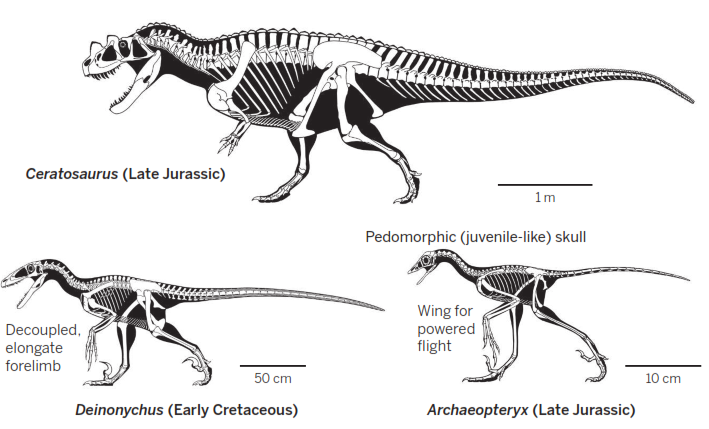 Ceratosaurus (Late Jurassic)
1 m
Pedomorphic (juvenile-like) skull
Decoupled,
elongate
forelimb
50 cm
Deinonychus (Early Cretaceous)
Wing for
powered
flight
10 cm
Archaeopteryx (Late Jurassic)